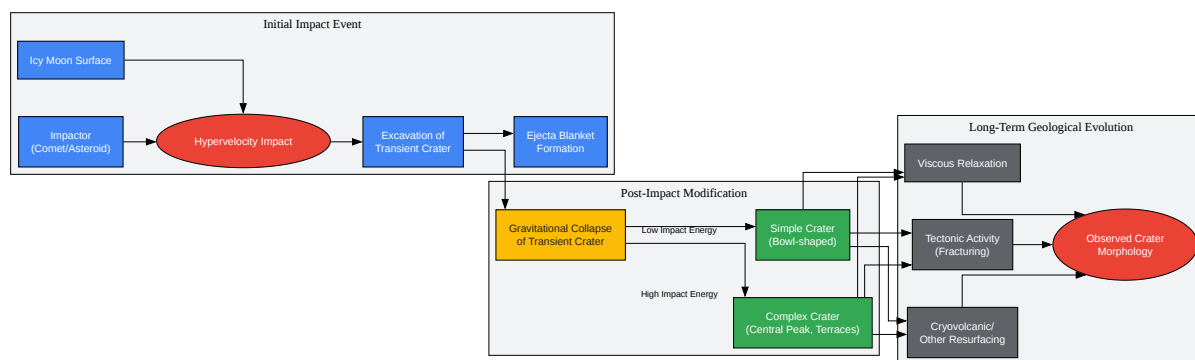 Initial Impact Event
Icy Moon Surface
Impactor
(Comet/Asteroid)
Hypervelocity Impact
Excavation of
Transient Crater
Ejecta Blanket
Formation
Post-Impact Modification
Gravitational Collapse
of Transient Crater
Low Impact Energy
High Impact Energy
Simple Crater
(Bowl-shaped)
Complex Crater
(Central Peak, Terraces)
Long-Term Geological Evolution
Viscous Relaxation
Tectonic Activity
(Fracturing)
Cryovolcanic/
Other Resurfacing
Observed Crater
Morphology